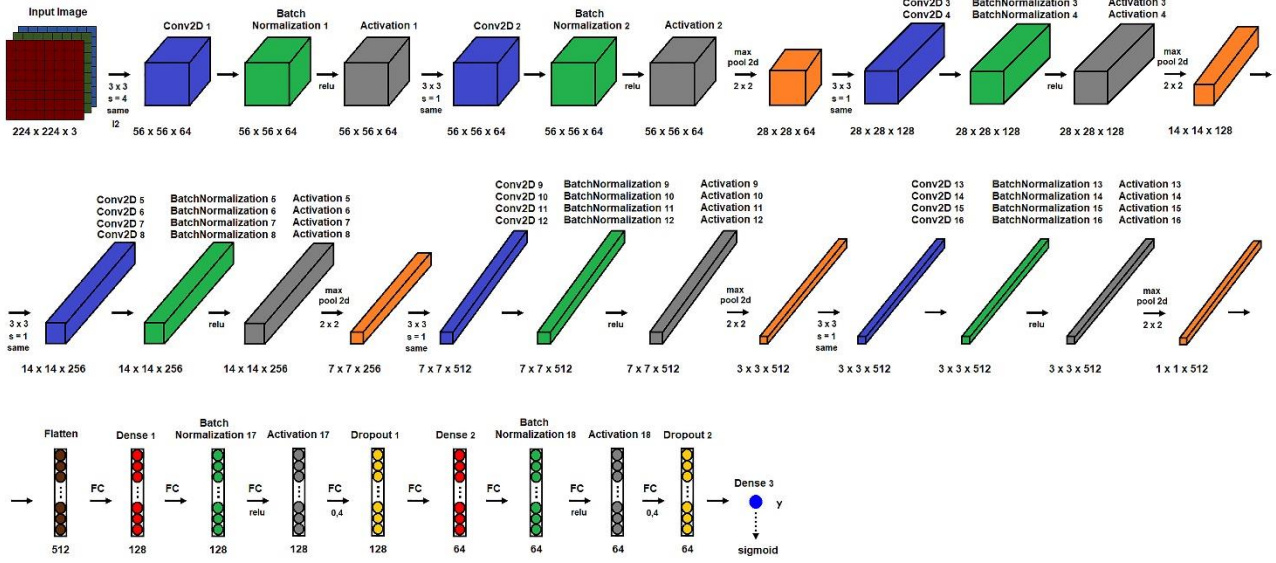 Input Image
Conv2D 1
Batch
Normalization 1
Activation 1
Conv2D 2
Batch
Normalization 2
Activation 2
Conv2D 3
Conv2D 4
BatchNormalization 3
BatchNormalization 4
Activation 3
Activation 4
3 x 3
s = 4
same
l2
relu
3 x 3
s = 1
same
relu
max
pool 2d
2 x 2
3 x 3
s = 1
same
relu
max
pool 2d
2 x 2
224 x 224 x 3
56 x 56 x 64
56 x 56 x 64
56 x 56 x 64
56 x 56 x 64
56 x 56 x 64
56 x 56 x 64
28 x 28 x 64
28 x 28 x 128
28 x 28 x 128
28 x 28 x 128
14 x 14 x 128
Conv2D 5
Conv2D 6
Conv2D 7
Conv2D 8
BatchNormalization 5
BatchNormalization 6
BatchNormalization 7
BatchNormalization 8
Activation 5
Activation 6
Activation 7
Activation 8
Conv2D 9
Conv2D 10
Conv2D 11
Conv2D 12
BatchNormalization 9
BatchNormalization 10
BatchNormalization 11
BatchNormalization 12
Activation 9
Activation 10
Activation 11
Activation 12
Conv2D 13
Conv2D 14
Conv2D 15
Conv2D 16
BatchNormalization 13
BatchNormalization 14
BatchNormalization 15
BatchNormalization 16
Activation 13
Activation 14
Activation 15
Activation 16
3 x 3
s = 1
same
relu
max
pool 2d
2 x 2
3 x 3
s = 1
same
relu
max
pool 2d
2 x 2
3 x 3
s = 1
same
relu
max
pool 2d
2 x 2
14 x 14 x 256
14 x 14 x 256
14 x 14 x 256
7 x 7 x 256
7 x 7 x 512
7 x 7 x 512
7 x 7 x 512
3 x 3 x 512
3 x 3 x 512
3 x 3 x 512
3 x 3 x 512
1 x 1 x 512
Flatten
Dense 1
Batch
Normalization 17
Activation 17
Dropout 1
Dense 2
Batch
Normalization 18
Activation 18
Dropout 2
Dense 3
FC
FC
FC
relu
FC
0,4
FC
FC
FC
relu
FC
0,4
y
sigmoid
512
128
128
128
128
64
64
64
64